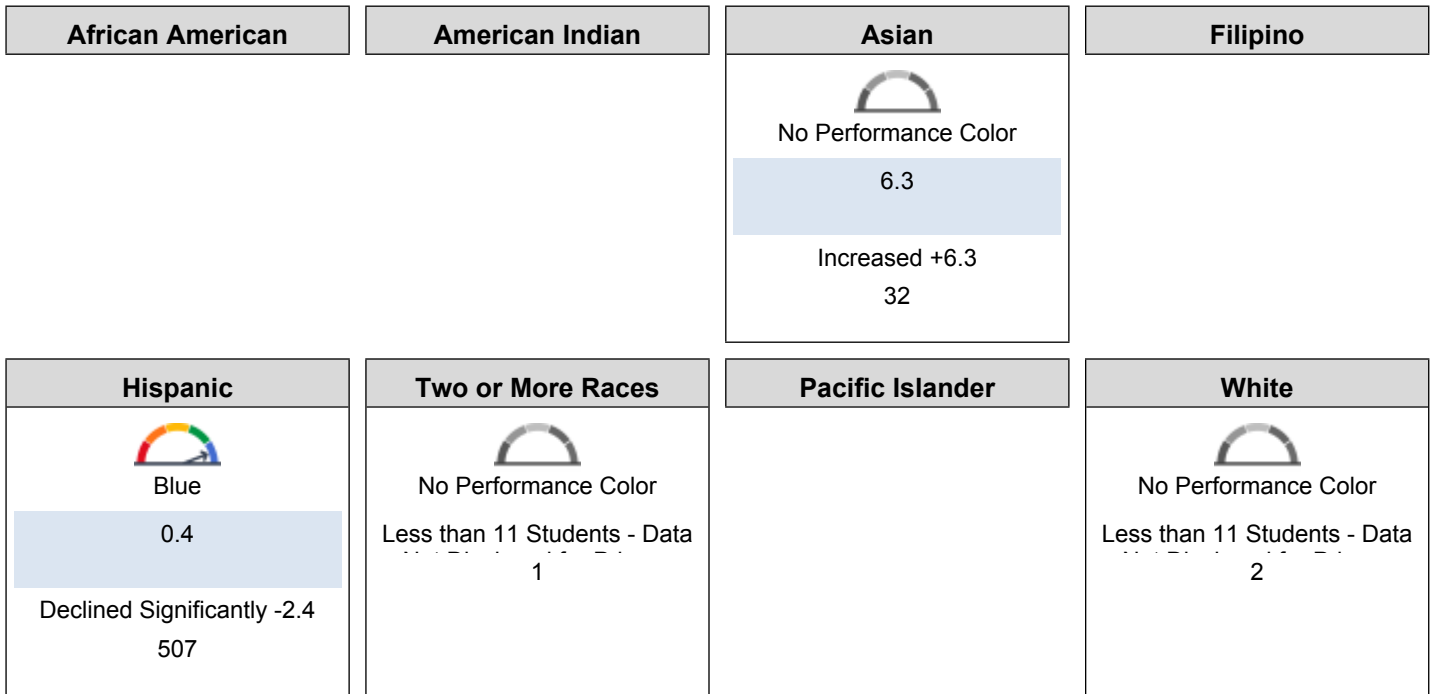 African American
American Indian
Asian
Filipino
No Performance Color
6.3
Increased +6.3
32
Hispanic
Two or More Races
Pacific Islander
White
Blue
0.4
Declined Significantly -2.4
507
No Performance Color
Less than 11 Students - Data
1
No Performance Color
Less than 11 Students - Data
2